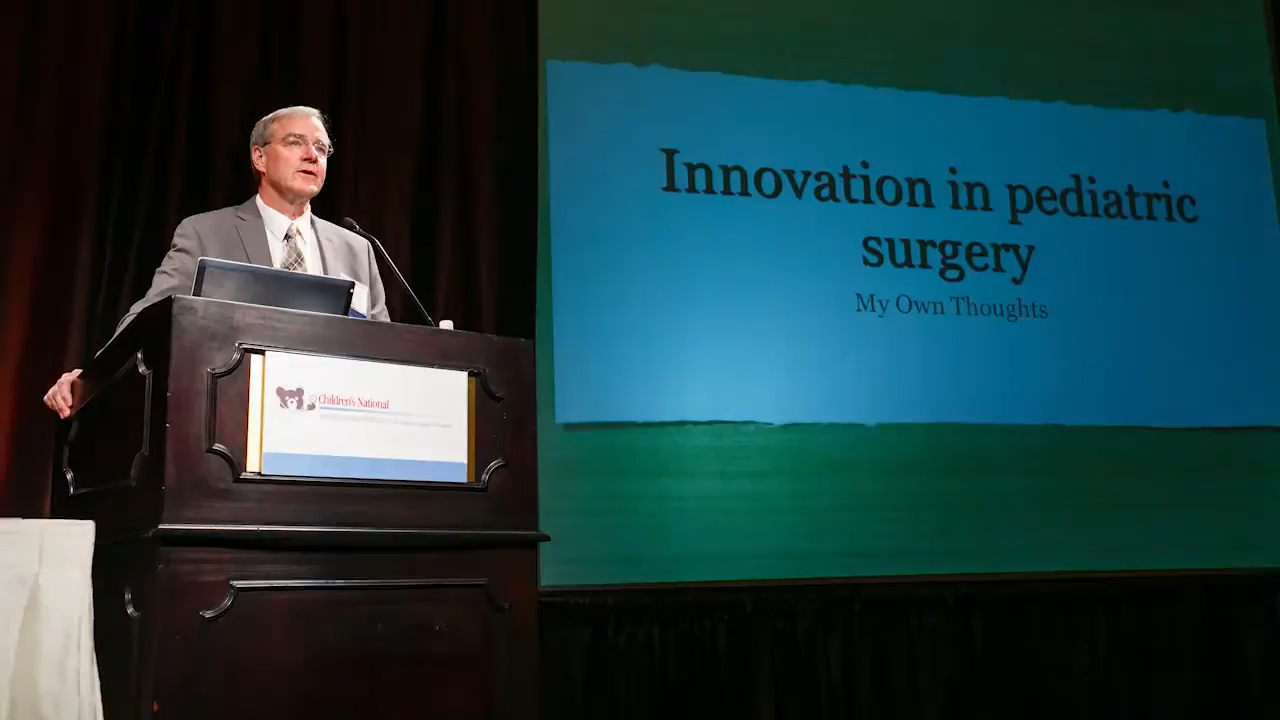 Innovation in pediatric
surgery
My Own Thoughts
Children's National